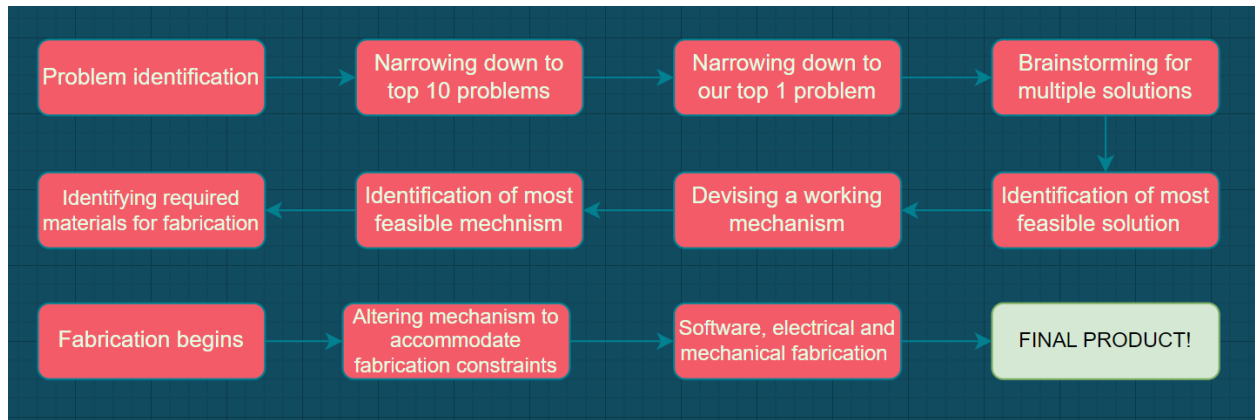 Problem identification
Narrowing down to
top 10 problems
Narrowing down to
our top 1 problem
Brainstorming for
multiple solutions
Identification of most
feasible solution
Devising a working
mechanism
Identification of most
feasible mechnism
Identifying required
materials for fabrication
Fabrication begins
Altering mechanism to
accommodate
fabrication constraints
Software, electrical and
mechanical fabrication
FINAL PRODUCT!